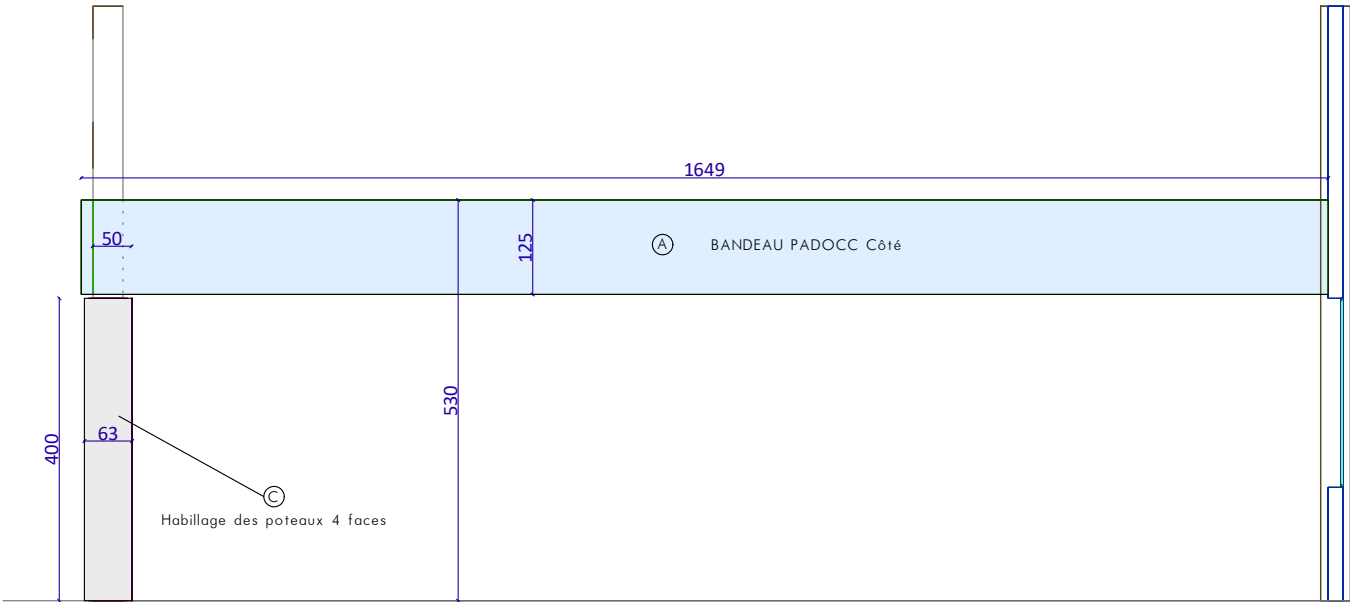 1649
50
125
A BANDEAU PADOCC Côté
530
400
63
C
Habillage des poteaux 4 faces